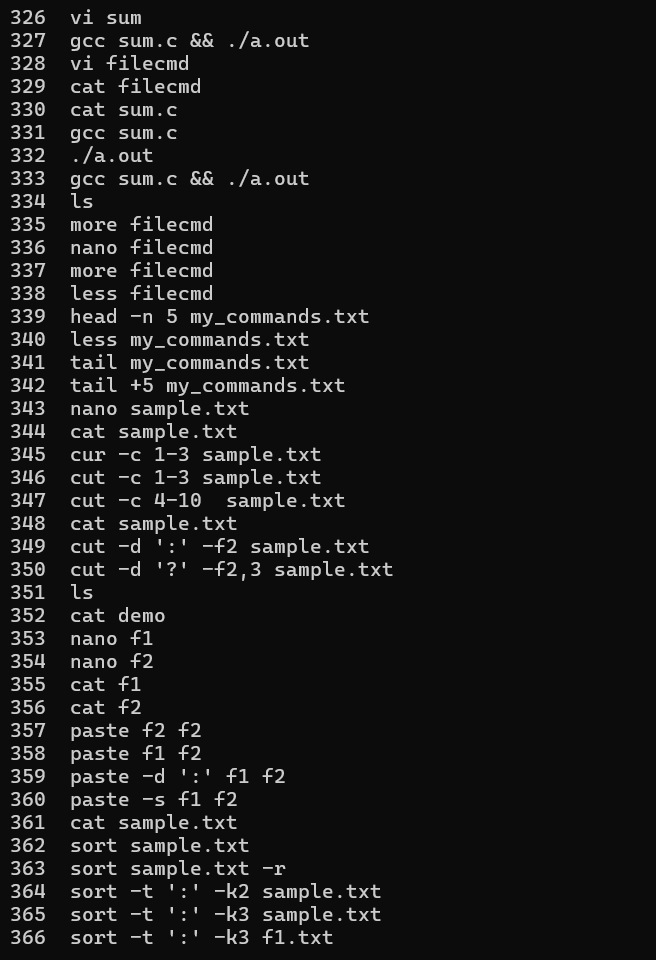 326  vi sum
327  gcc sum.c && ./a.out
328  vi filecmd
329  cat filecmd
330  cat sum.c
331  gcc sum.c
332  ./a.out
333  gcc sum.c && ./a.out
334  ls
335  more filecmd
336  nano filecmd
337  more filecmd
338  less filecmd
339  head -n 5 my_commands.txt
340  less my_commands.txt
341  tail my_commands.txt
342  tail +5 my_commands.txt
343  nano sample.txt
344  cat sample.txt
345  cur -c 1-3 sample.txt
346  cut -c 1-3 sample.txt
347  cut -c 4-10  sample.txt
348  cat sample.txt
349  cut -d ':' -f2 sample.txt
350  cut -d '?' -f2,3 sample.txt
351  ls
352  cat demo
353  nano f1
354  nano f2
355  cat f1
356  cat f2
357  paste f2 f2
358  paste f1 f2
359  paste -d ':' f1 f2
360  paste -s f1 f2
361  cat sample.txt
362  sort sample.txt
363  sort sample.txt -r
364  sort -t ':' -k2 sample.txt
365  sort -t ':' -k3 sample.txt
366  sort -t ':' -k3 f1.txt